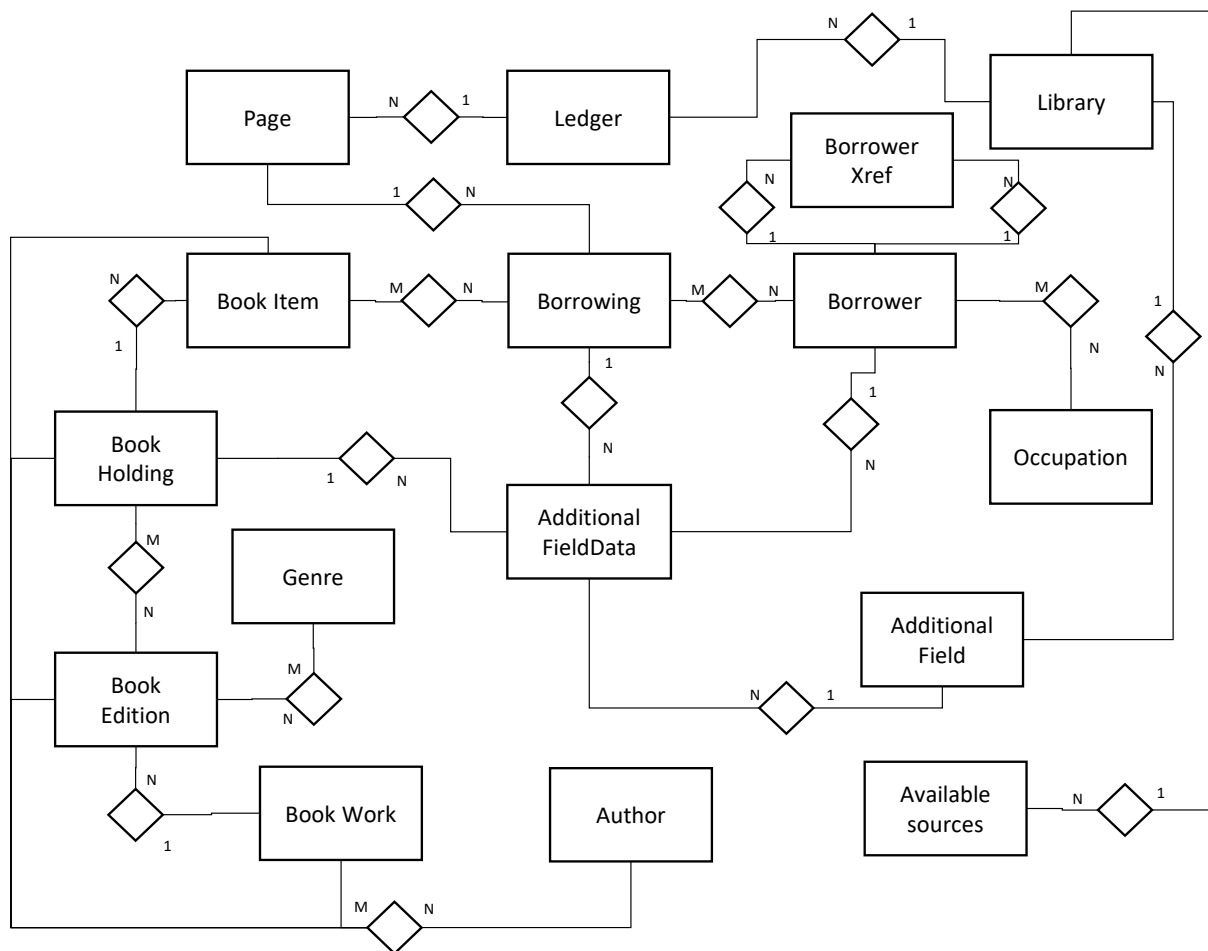 N
1
Page
N
1
Ledger
Library
Borrower
Xref
N
N
1
N
1
1
Book Item
N
M
N
Borrowing
M
N
Borrower
M
1
1
N
1
1
N
N
Book
Holding
1
N
N
N
Occupation
Additional
FieldData
M
Genre
N
Additional
Field
M
N
Book
Edition
N
1
N
Book Work
1
Author
Available
sources
N
1
M
N